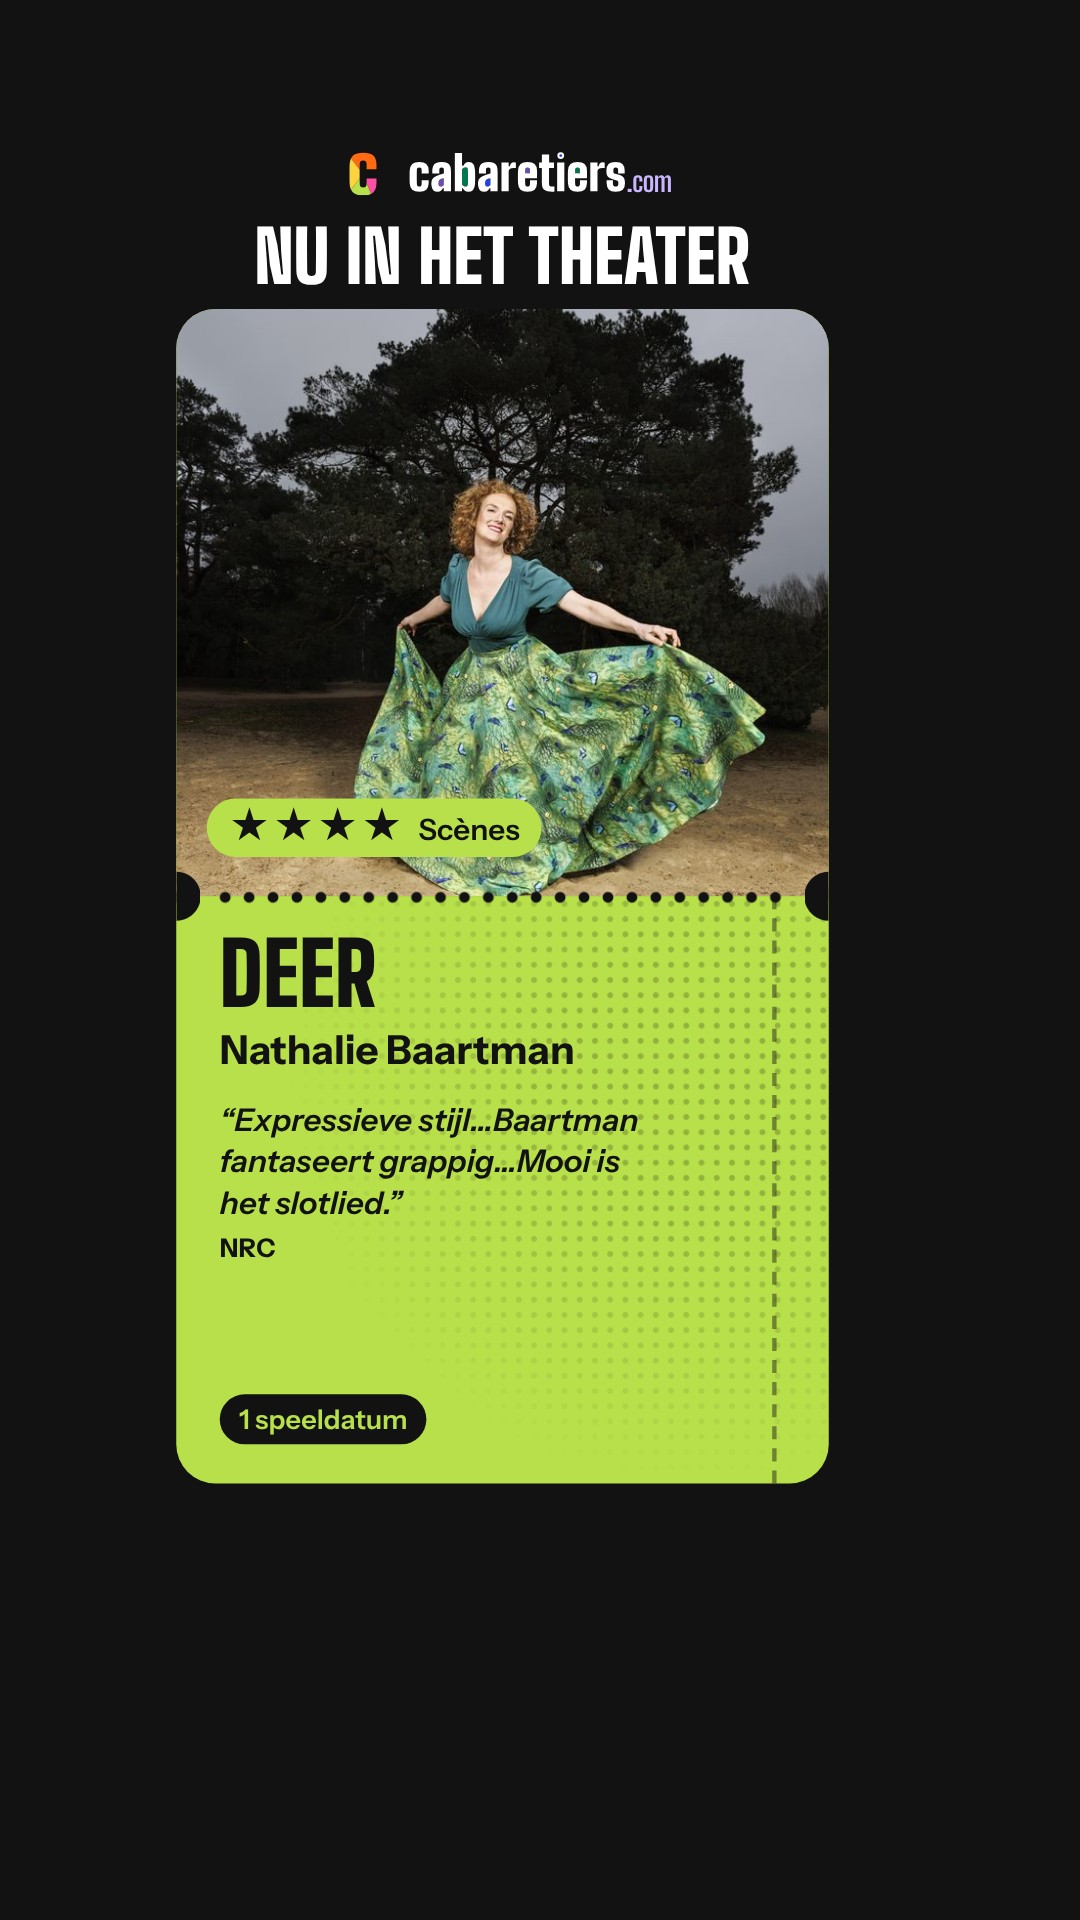 cabaretiers.com
NU IN HET THEATER
★★★★ Scènes
DEER
Nathalie Baartman
“Expressieve stijl...Baartman
fantaseert grappig...Mooi is
het slotlied.”
NRC
1 speeldatum